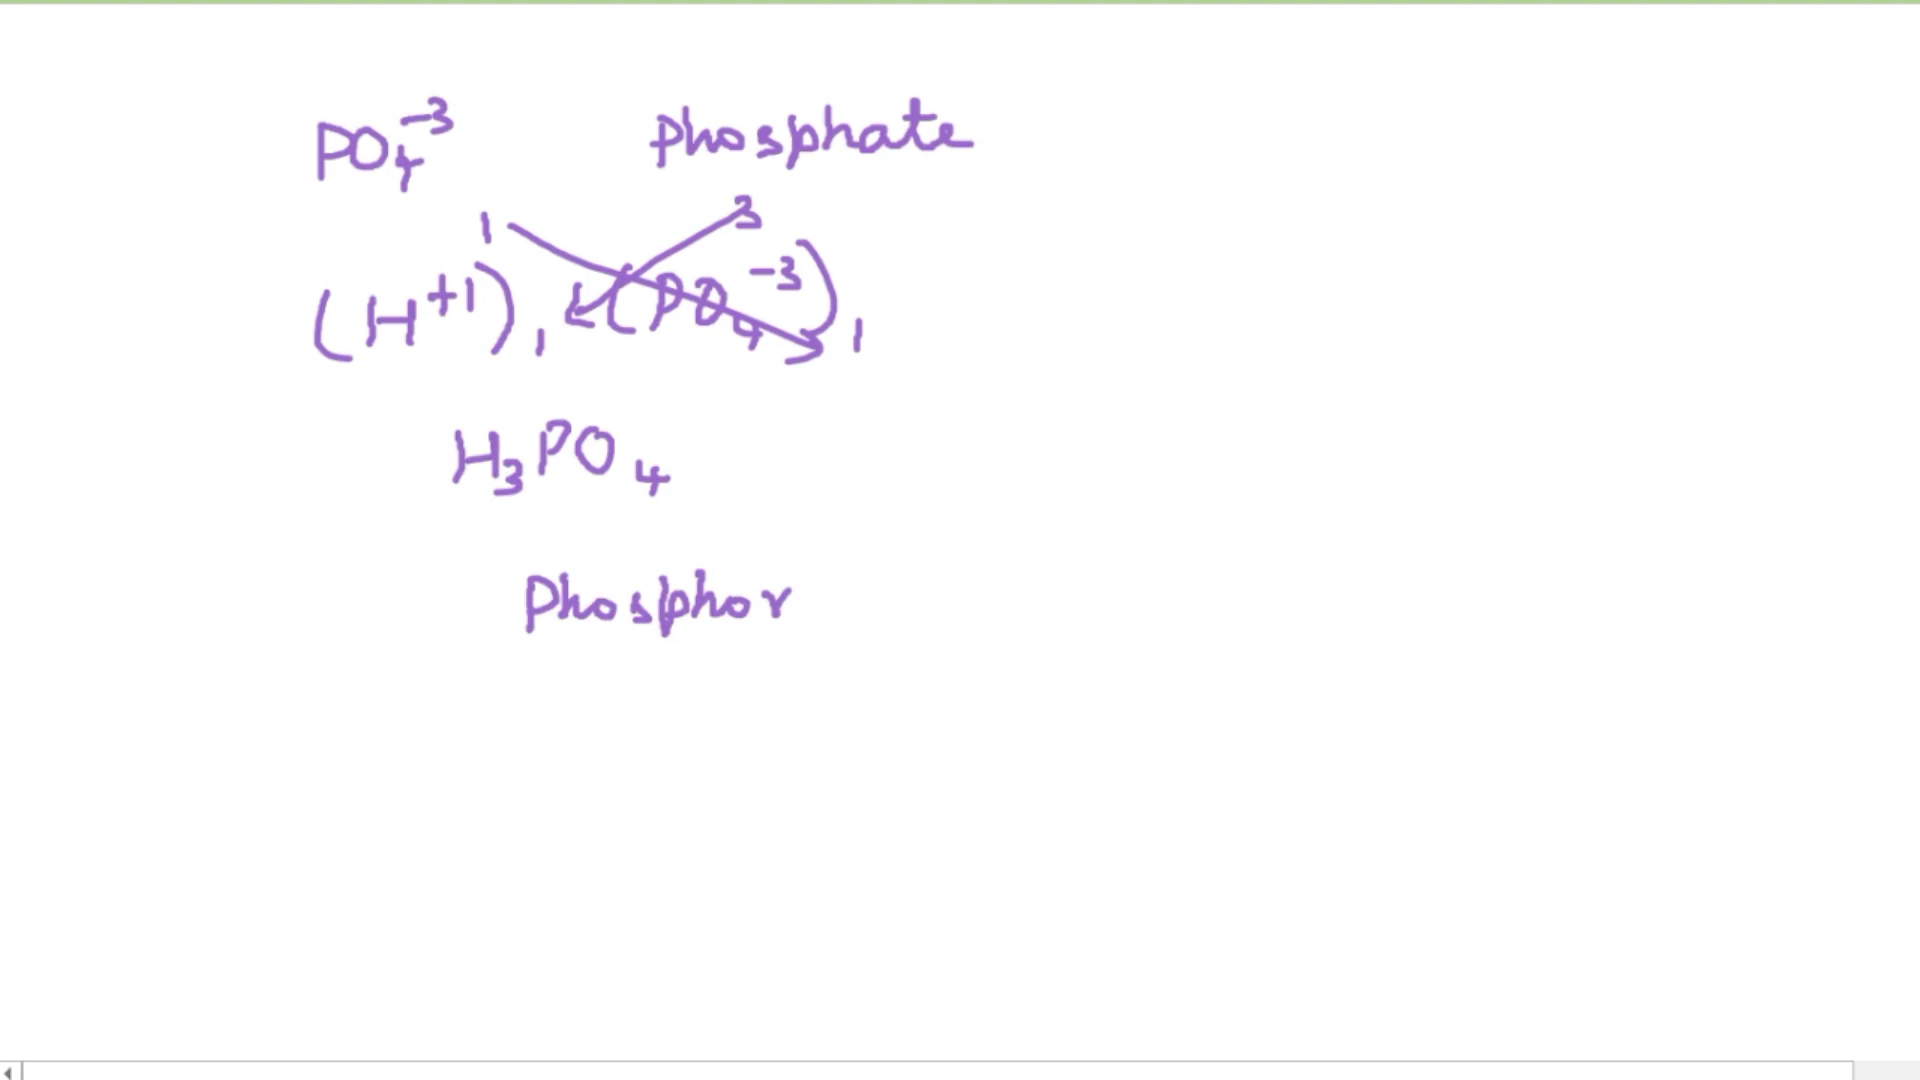 PO₄⁻³ phosphate
1 3
(H⁺¹)₁ (PO₄⁻³)₁
H₃PO₄
Phosphor